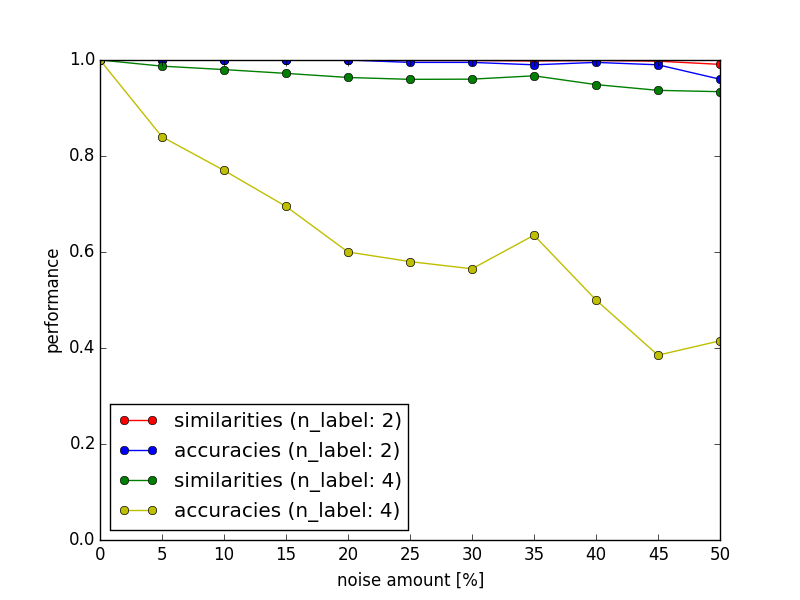 1.0
0.8
0.6
0.4
0.2
0.0
performance
similarities (n_label: 2)
accuracies (n_label: 2)
similarities (n_label: 4)
accuracies (n_label: 4)
0 5 10 15 20 25 30 35 40 45 50
noise amount [%]